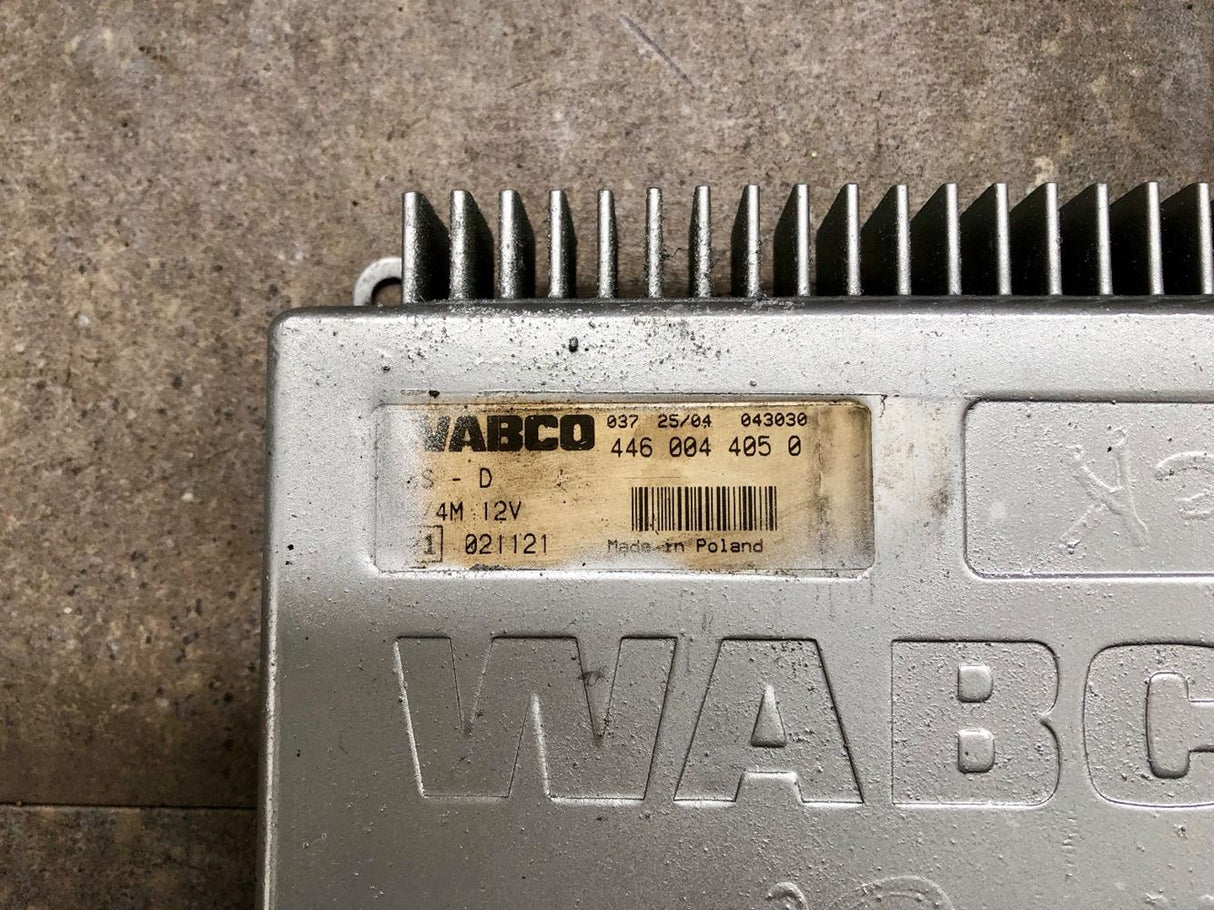 WABCO 037 25/04 043030
446 004 405 0
S - D
/4M 12V
1 021121
Made in Poland
WABC